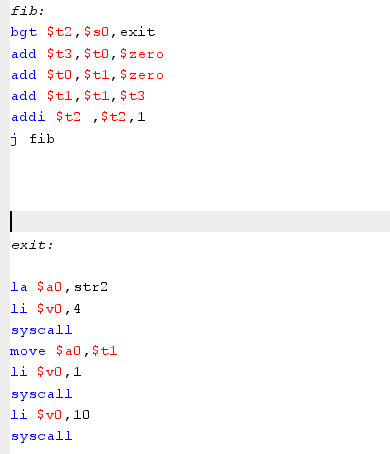 fib:
bgt $t2,$s0,exit
add $t3,$t0,$zero
add $t0,$t1,$zero
add $t1,$t1,$t3
addi $t2 ,$t2,1
j fib
exit:
la $a0,str2
li $v0,4
syscall
move $a0,$t1
li $v0,1
syscall
li $v0,10
syscall